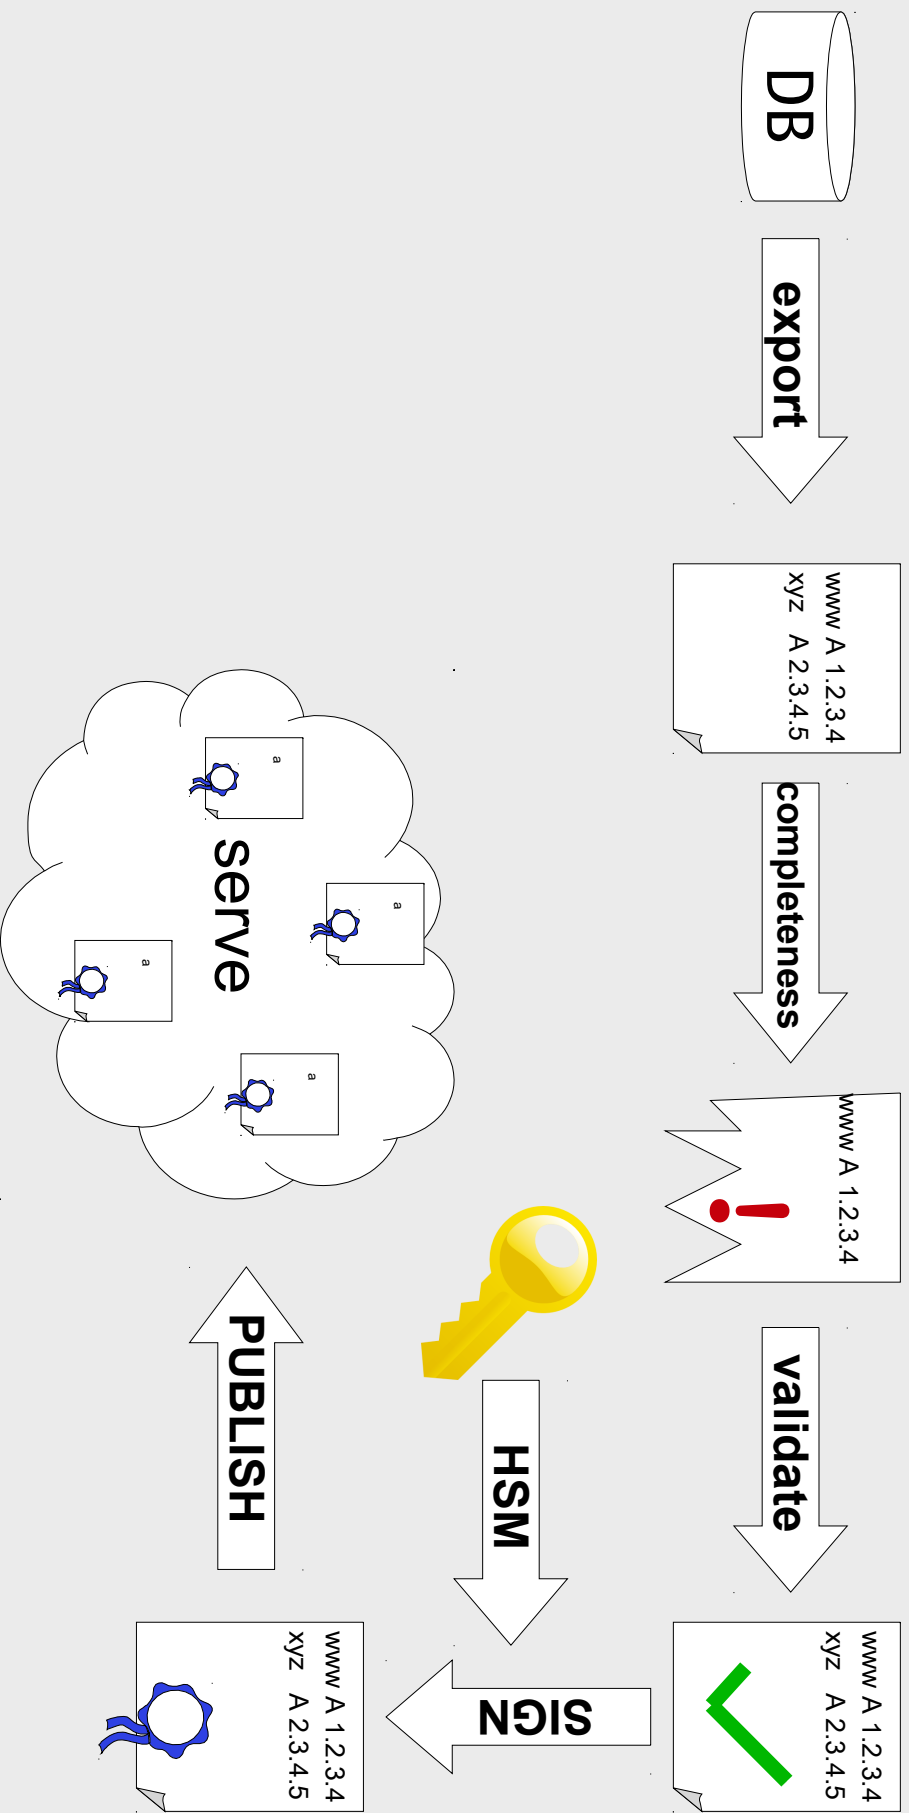 DB
export
www A 1.2.3.4
xyz A 2.3.4.5
completeness
www A 1.2.3.4
!
validate
www A 1.2.3.4
xyz A 2.3.4.5
HSM
SIGN
www A 1.2.3.4
xyz A 2.3.4.5
PUBLISH
serve
a
a
a
a